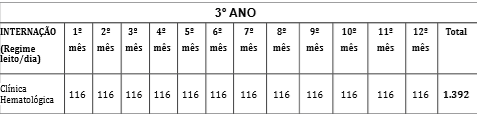 3º ANO
INTERNAÇÃO 1º 2º 3º 4º 5º 6º 7º 8º 9º 10º 11º 12º Total
(Regime mês mês mês mês mês mês mês mês mês mês mês mês
leito/dia)
Clínica
Hematológica 116 116 116 116 116 116 116 116 116 116 116 116 1.392